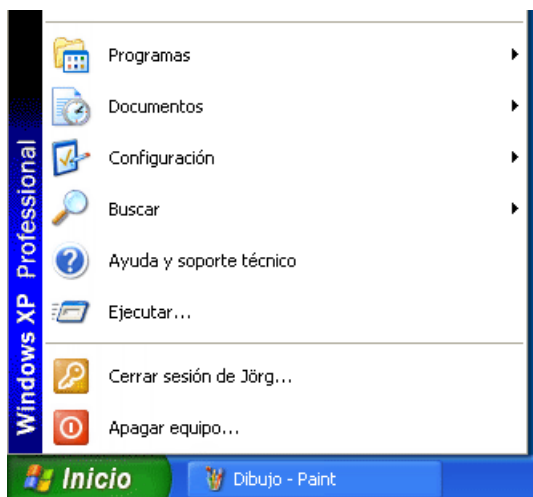 Programas
Documentos
Configuración
Buscar
Ayuda y soporte técnico
Ejecutar...
Cerrar sesión de Jörg...
Apagar equipo...
Windows XP Professional
Inicio
Dibujo - Paint